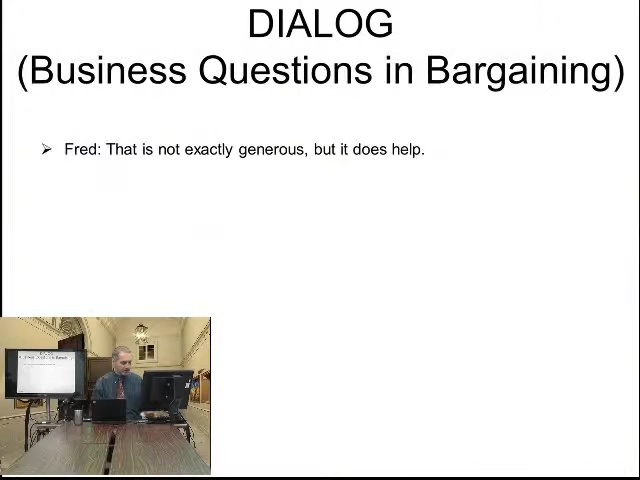 DIALOG
(Business Questions in Bargaining)
➢ Fred: That is not exactly generous, but it does help.